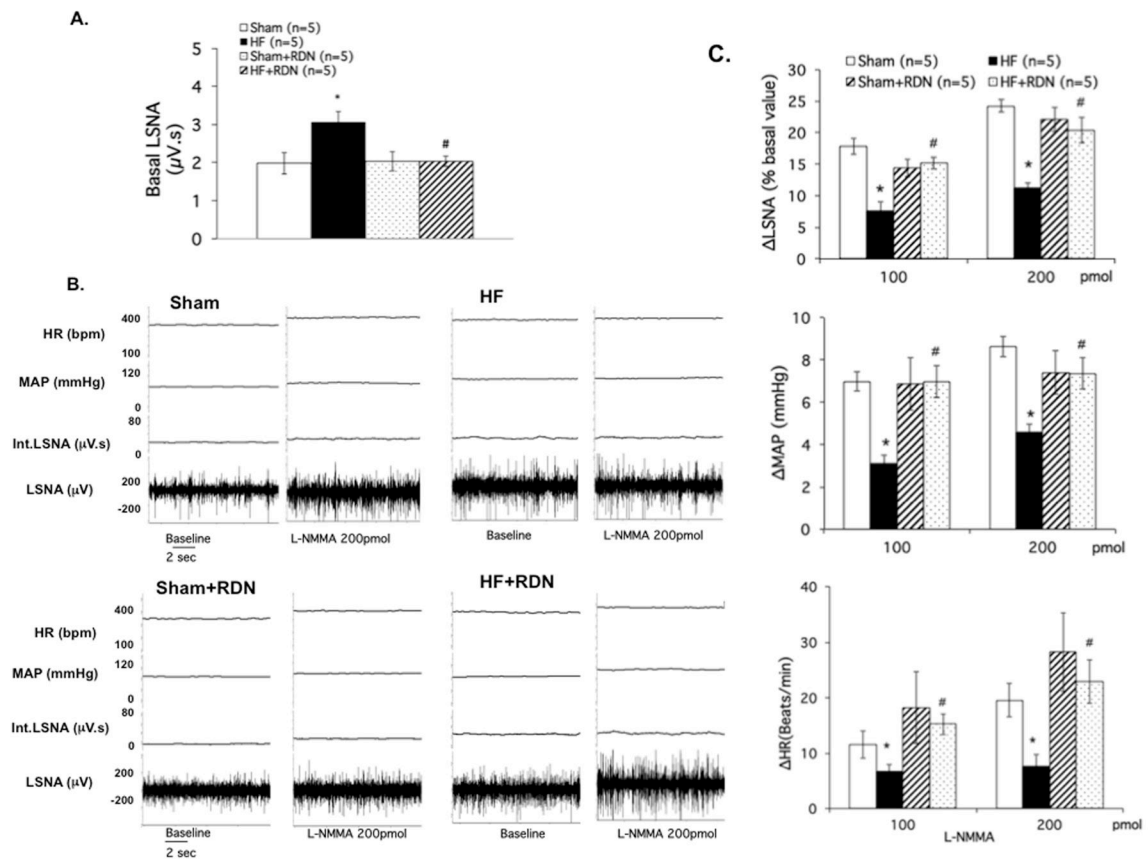 A.
Sham (n=5)
HF (n=5)
Sham+RDN (n=5)
HF+RDN (n=5)
5
4
3
2
1
0
Basal LSNA
(μV.s)
*
#
B.
Sham
HF
HR (bpm)
400
100
MAP (mmHg)
120
0
Int.LSNA (μV.s)
80
0
LSNA (μV)
200
-200
Baseline
2 sec
L-NMMA 200pmol
Baseline
L-NMMA 200pmol
Sham+RDN
HF+RDN
HR (bpm)
400
100
MAP (mmHg)
120
0
Int.LSNA (μV.s)
80
0
LSNA (μV)
200
-200
Baseline
2 sec
L-NMMA 200pmol
Baseline
L-NMMA 200pmol
C.
Sham (n=5) HF (n=5)
Sham+RDN (n=5) HF+RDN (n=5)
30
25
20
15
10
5
0
ΔLSNA (% basal value)
*
#
*
#
100 200 pmol
10
8
6
4
2
0
ΔMAP (mmHg)
*
#
*
#
100 200 pmol
40
30
20
10
0
ΔHR(Beats/min)
*
#
*
#
100 200 pmol
L-NMMA